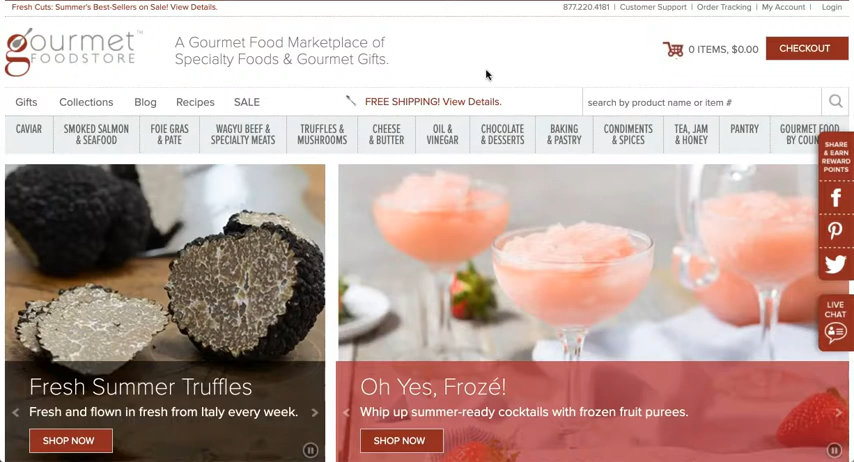 Fresh Cuts: Summer's Best-Sellers on Sale! View Details.
877.220.4181 | Customer Support | Order Tracking | My Account | Login
gourmet™
FOODSTORE
A Gourmet Food Marketplace of
Specialty Foods & Gourmet Gifts.
0 ITEMS, $0.00
CHECKOUT
Gifts Collections Blog Recipes SALE
FREE SHIPPING! View Details.
search by product name or item #
CAVIAR
SMOKED SALMON
& SEAFOOD
FOIE GRAS
& PATE
WAGYU BEEF &
SPECIALTY MEATS
TRUFFLES &
MUSHROOMS
CHEESE
& BUTTER
OIL &
VINEGAR
CHOCOLATE
& DESSERTS
BAKING
& PASTRY
CONDIMENTS
& SPICES
TEA, JAM
& HONEY
PANTRY
GOURMET FOOD
BY COUN
SHARE
& EARN
REWARD
POINTS
LIVE
CHAT
Fresh Summer Truffles
Fresh and flown in fresh from Italy every week.
SHOP NOW
Oh Yes, Frozé!
Whip up summer-ready cocktails with frozen fruit purees.
SHOP NOW